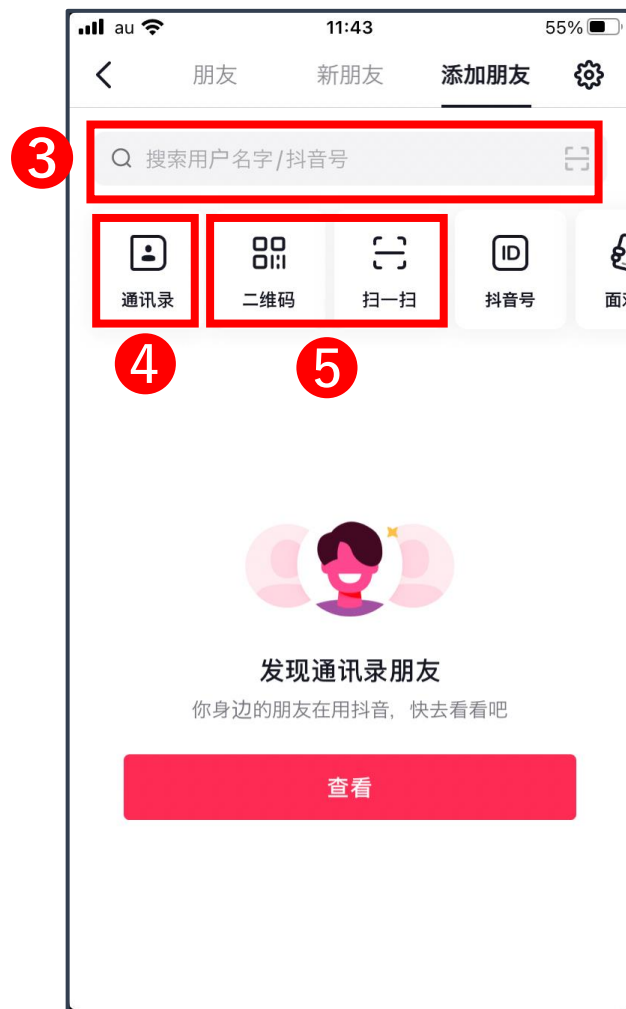 au 11:43 55%
朋友 新朋友 添加朋友
3
搜索用户名字/抖音号
ID
通讯录 二维码 扫一扫 抖音号 面
4 5
发现通讯录朋友
你身边的朋友在用抖音，快去看看吧
查看